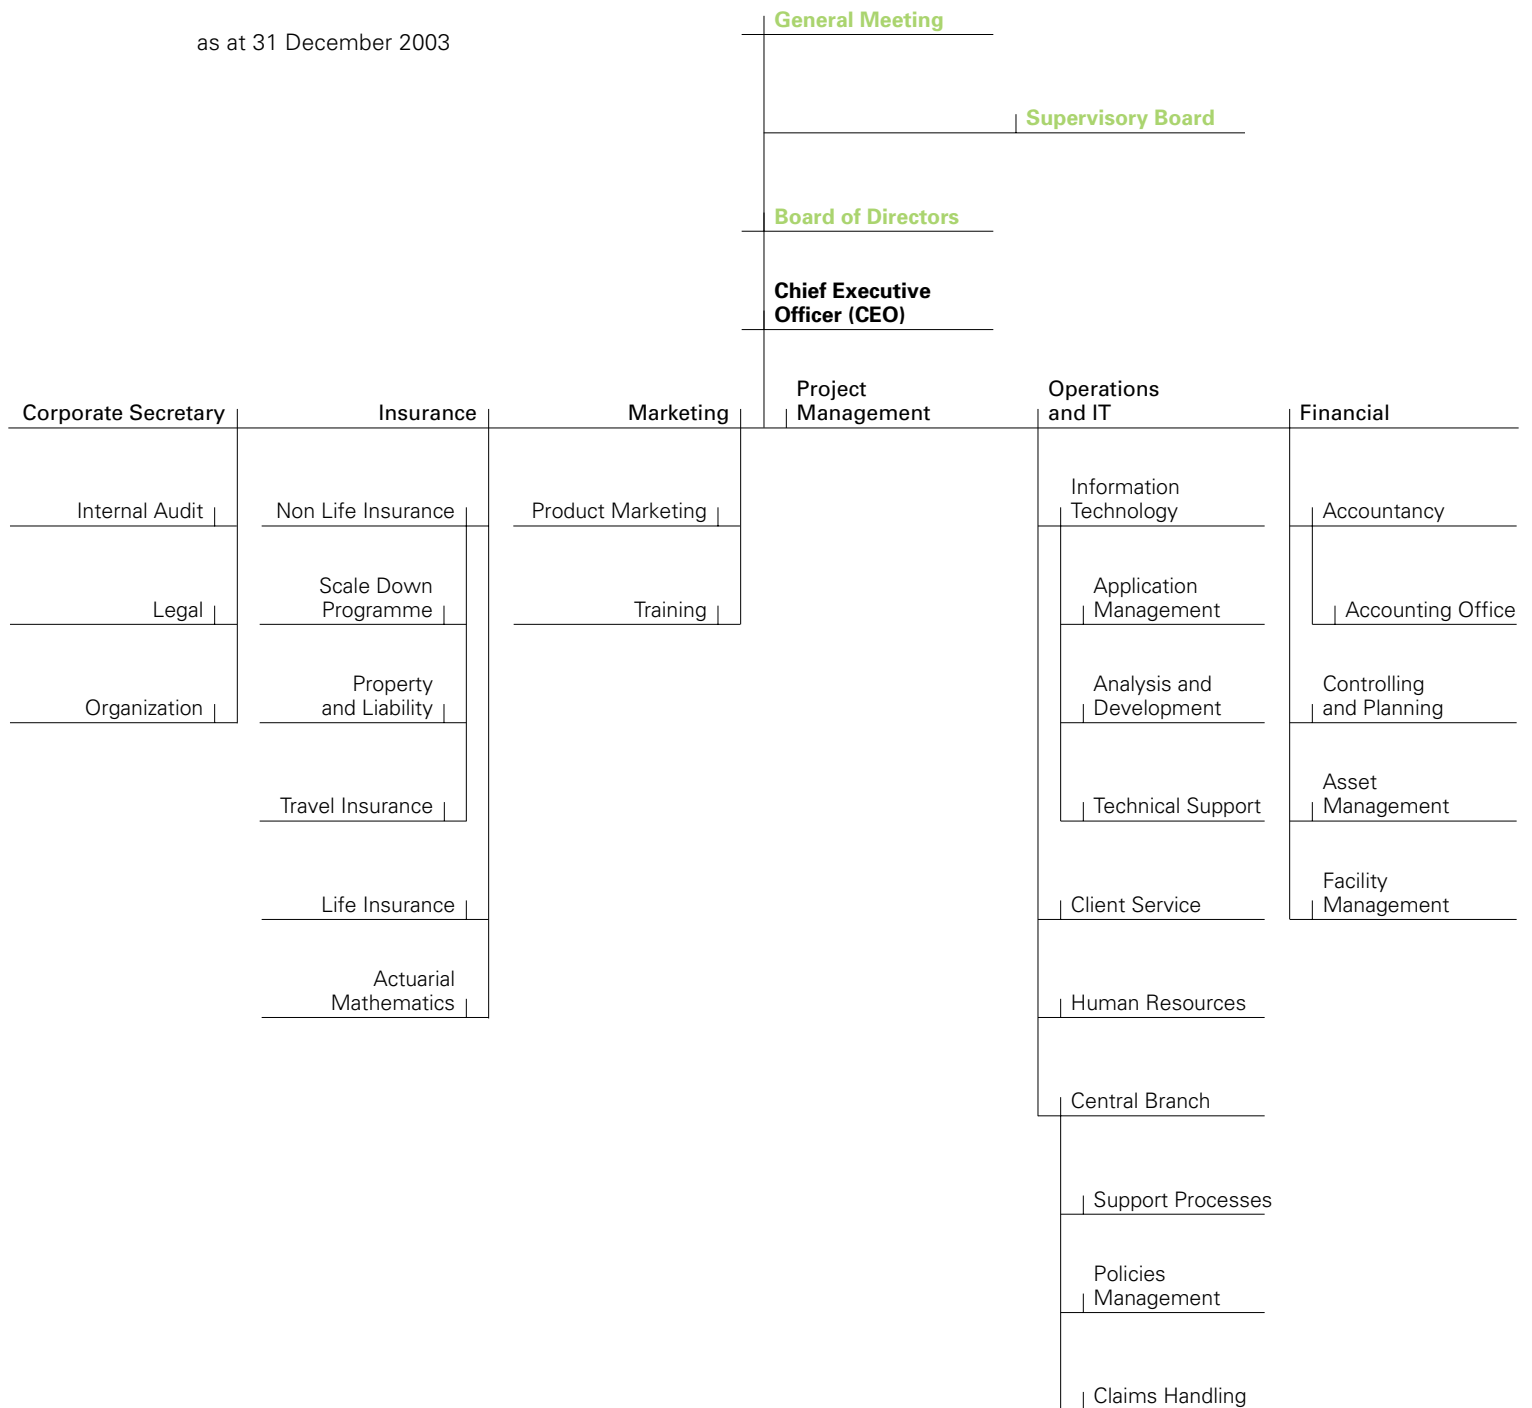 General Meeting
as at 31 December 2003
Supervisory Board
Board of Directors
Chief Executive
Officer (CEO)
Corporate Secretary
Insurance
Marketing
Project
Management
Operations
and IT
Financial
Internal Audit
Legal
Organization
Non Life Insurance
Scale Down
Programme
Property
and Liability
Travel Insurance
Life Insurance
Actuarial
Mathematics
Product Marketing
Training
Information
Technology
Application
Management
Analysis and
Development
Technical Support
Client Service
Human Resources
Central Branch
Support Processes
Policies
Management
Claims Handling
Accountancy
Accounting Office
Controlling
and Planning
Asset
Management
Facility
Management